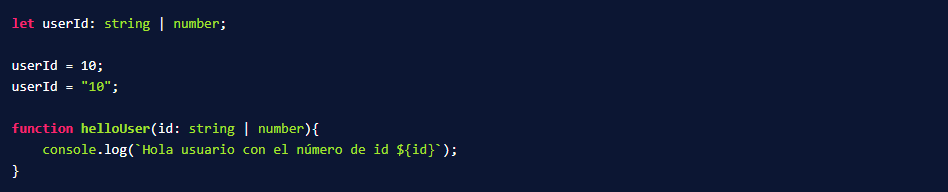 let userId: string | number;
userId = 10;
userId = "10";
function helloUser(id: string | number){
console.log(`Hola usuario con el número de id ${id}`);
}